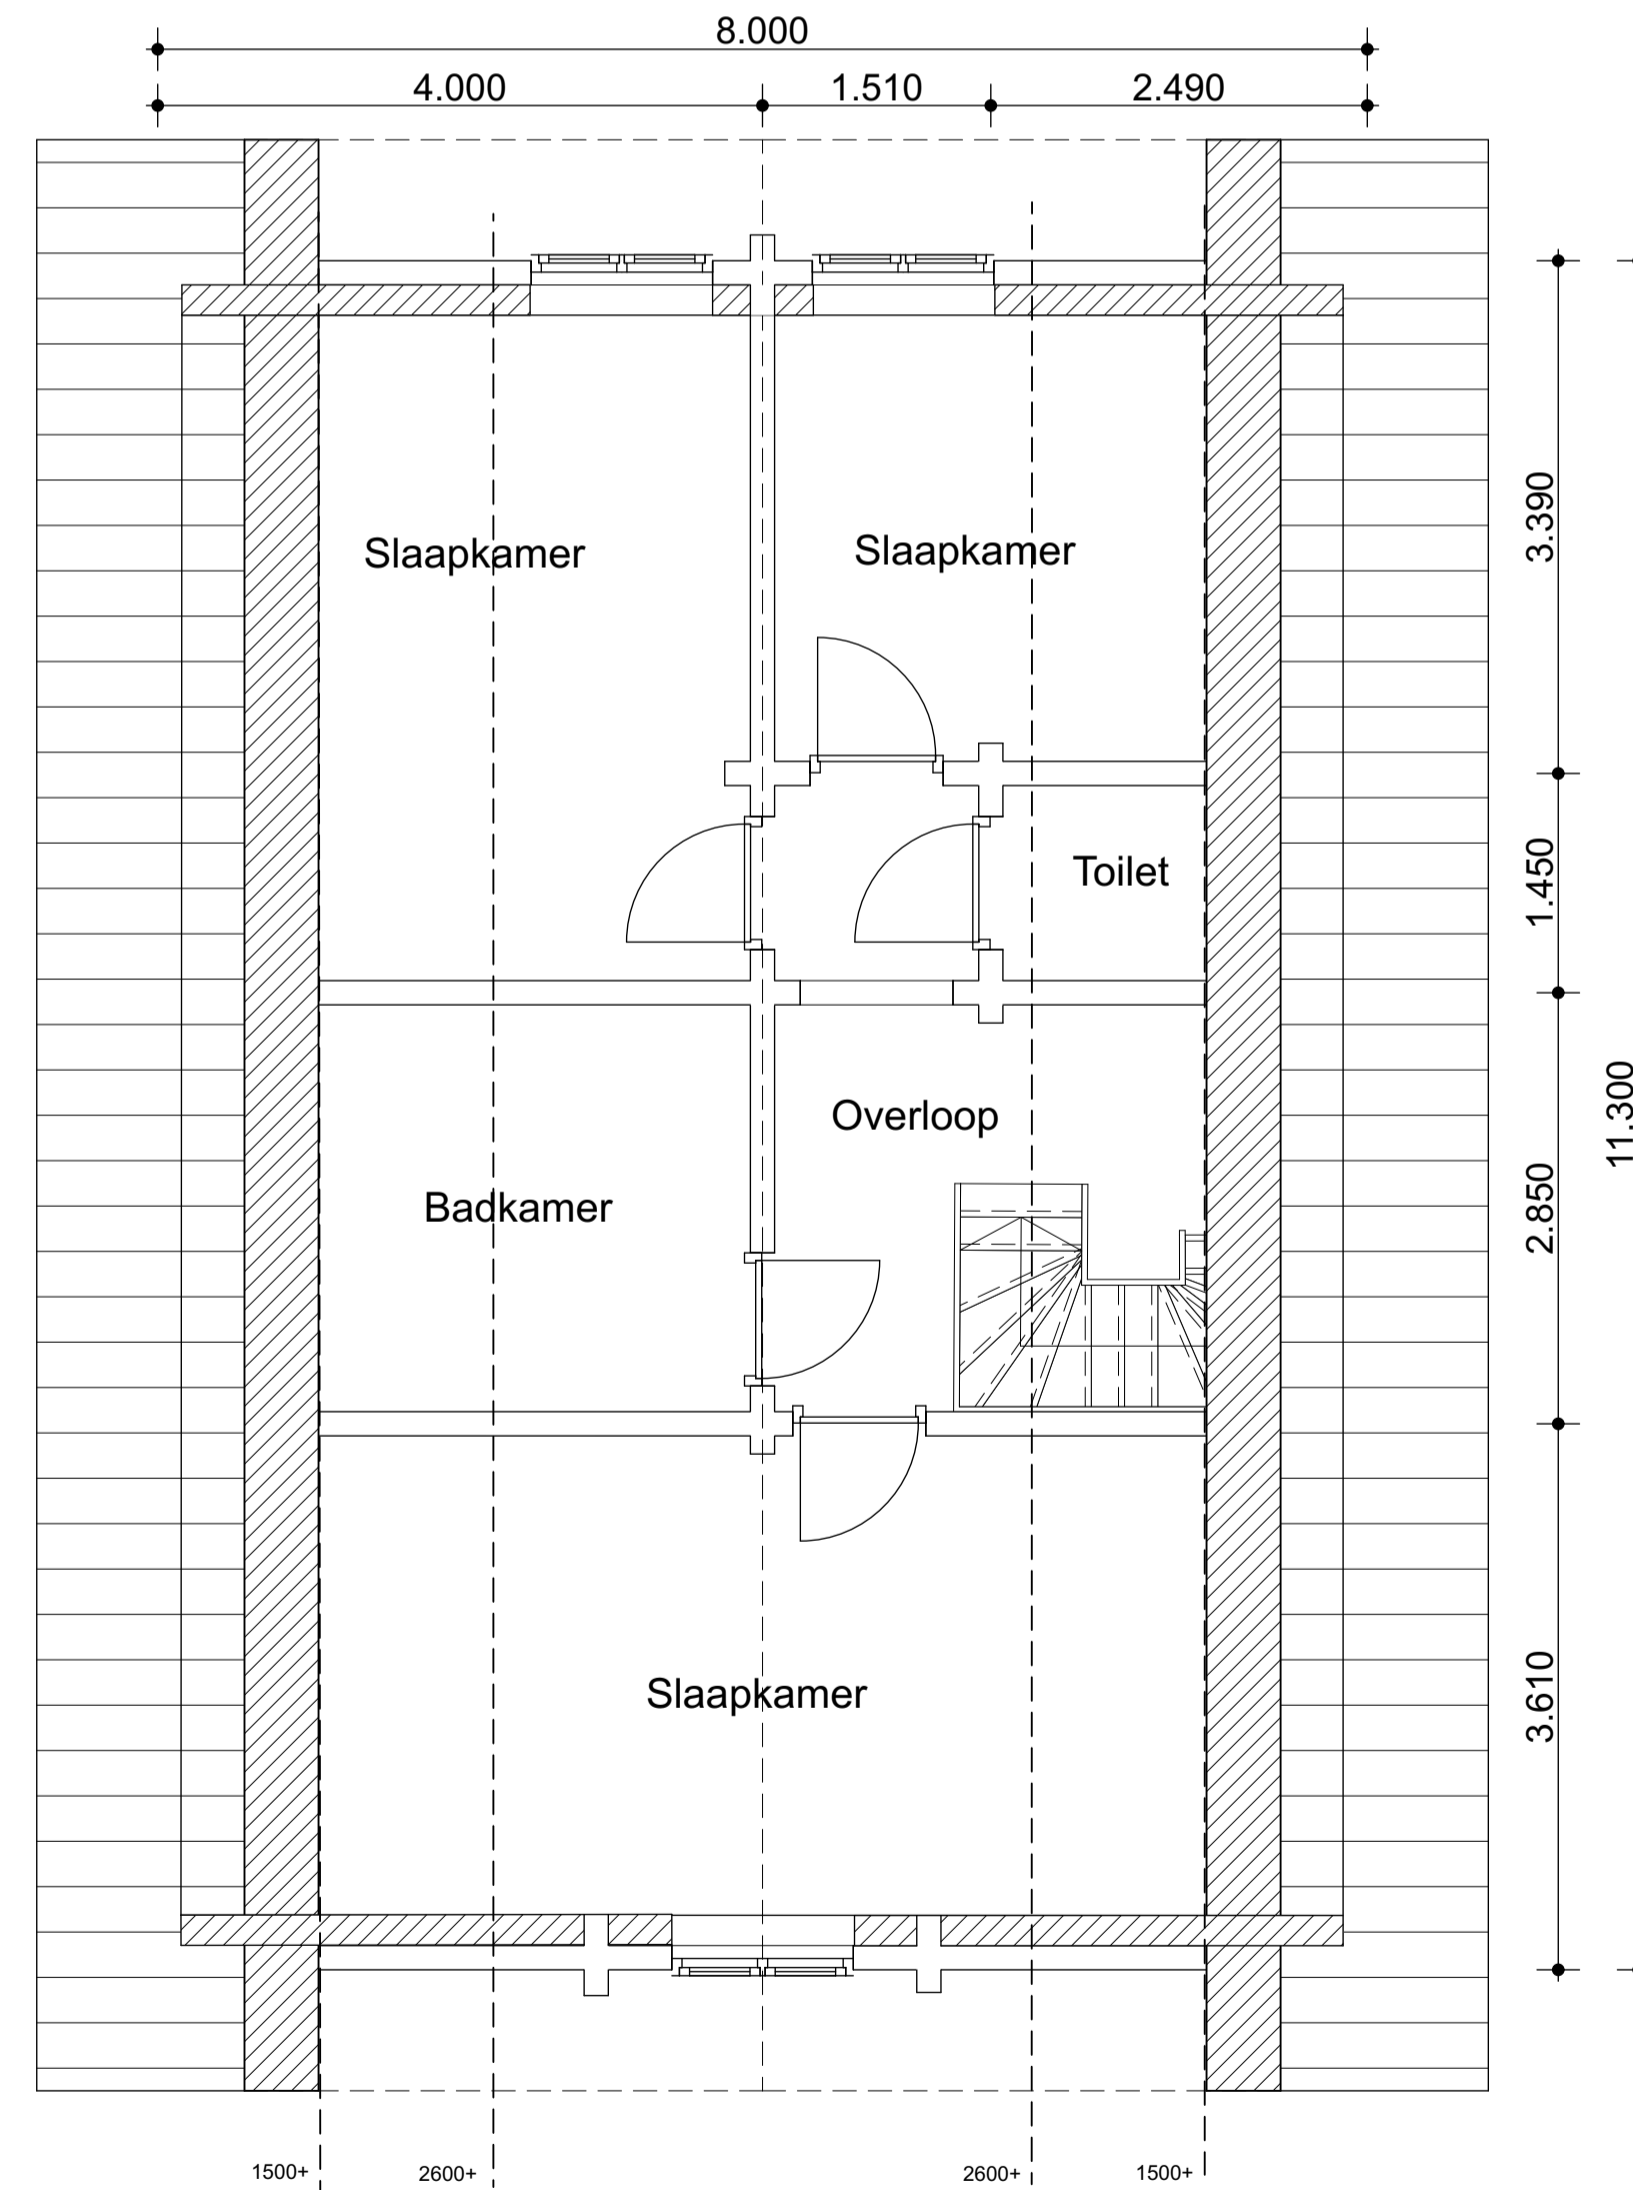 8.000
4.000 1.510 2.490
3.390
Slaapkamer Slaapkamer
1.450
Toilet
11.300
Overloop
2.850
Badkamer
3.610
Slaapkamer
1500+ 2600+ 2600+ 1500+